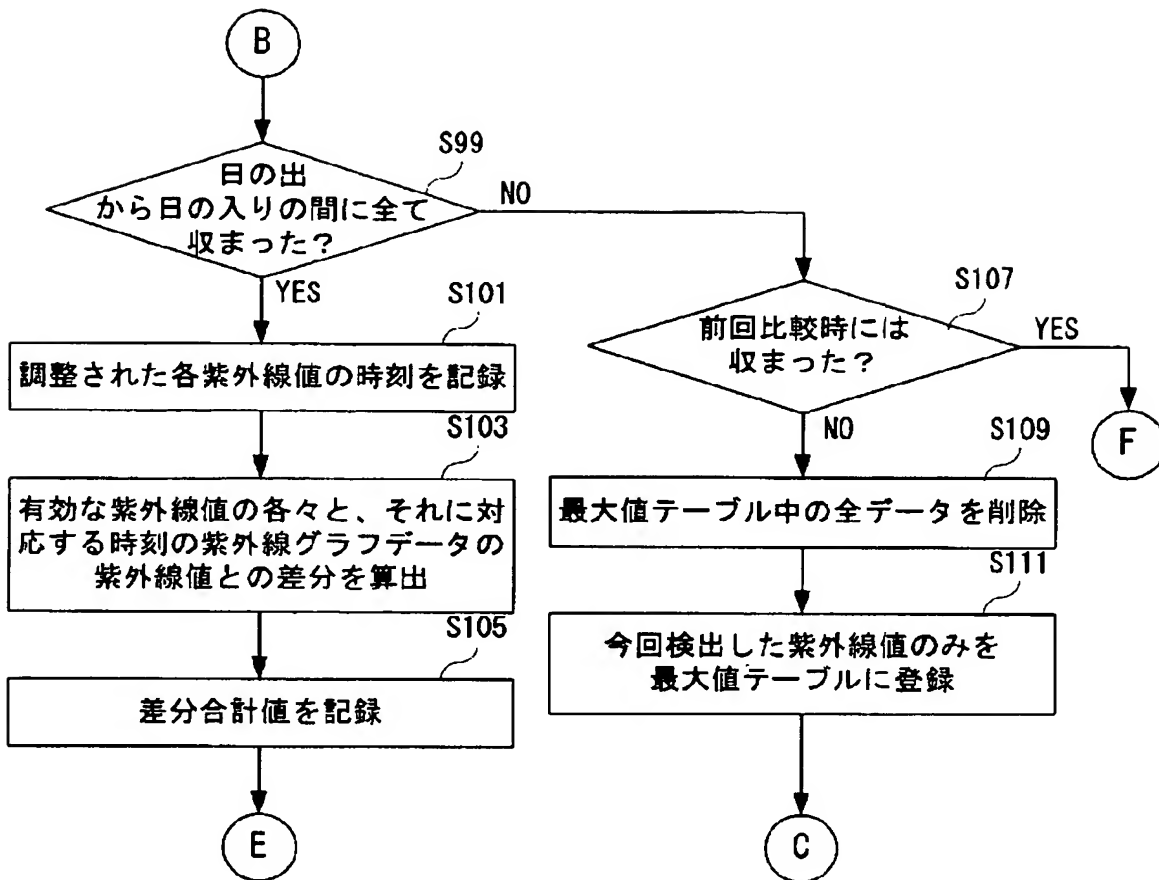 B
S99
日の出
から日の入りの間に全て
収まった？
NO
YES
S101
調整された各紫外線値の時刻を記録
S103
有効な紫外線値の各々と、それに対
応する時刻の紫外線グラフデータの
紫外線値との差分を算出
S105
差分合計値を記録
E
S107
前回比較時には
収まった？
YES
F
NO
S109
最大値テーブル中の全データを削除
S111
今回検出した紫外線値のみを
最大値テーブルに登録
C